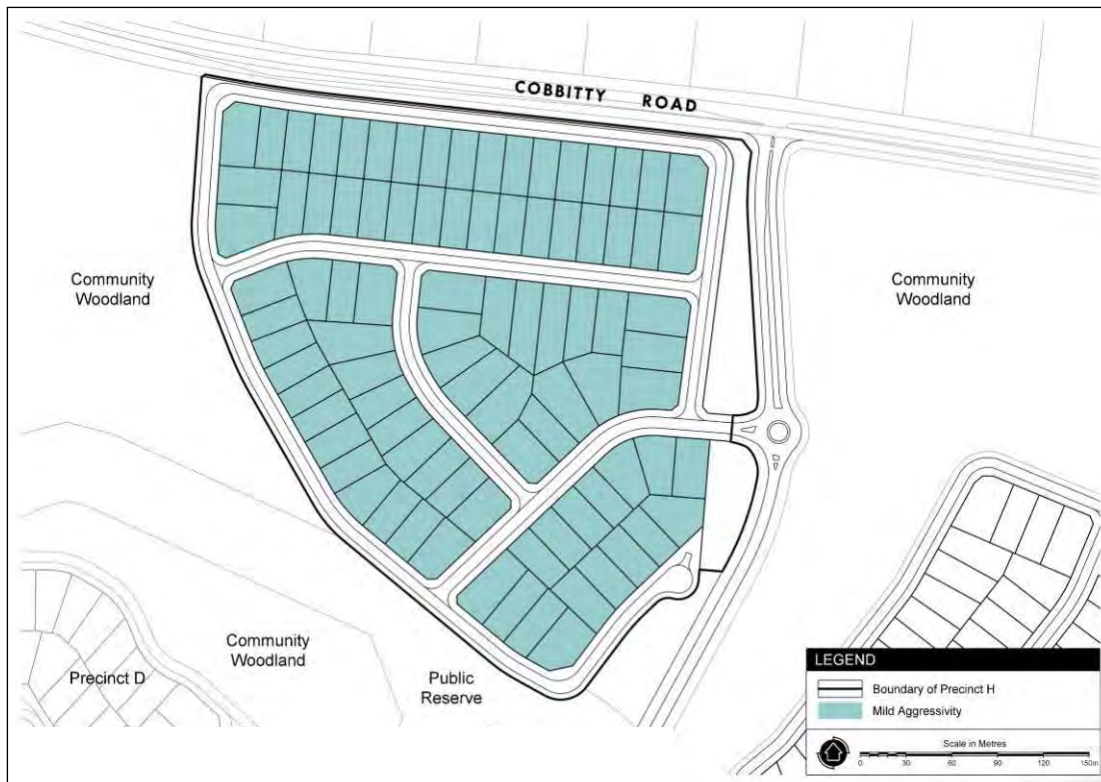 COBBITTY ROAD
Community
Woodland
Community
Woodland
Community
Woodland
Precinct D
Public
Reserve
LEGEND
Boundary of Precinct H
Mild Aggressivity
Scale in Metres
0 30 60 90 120 150m